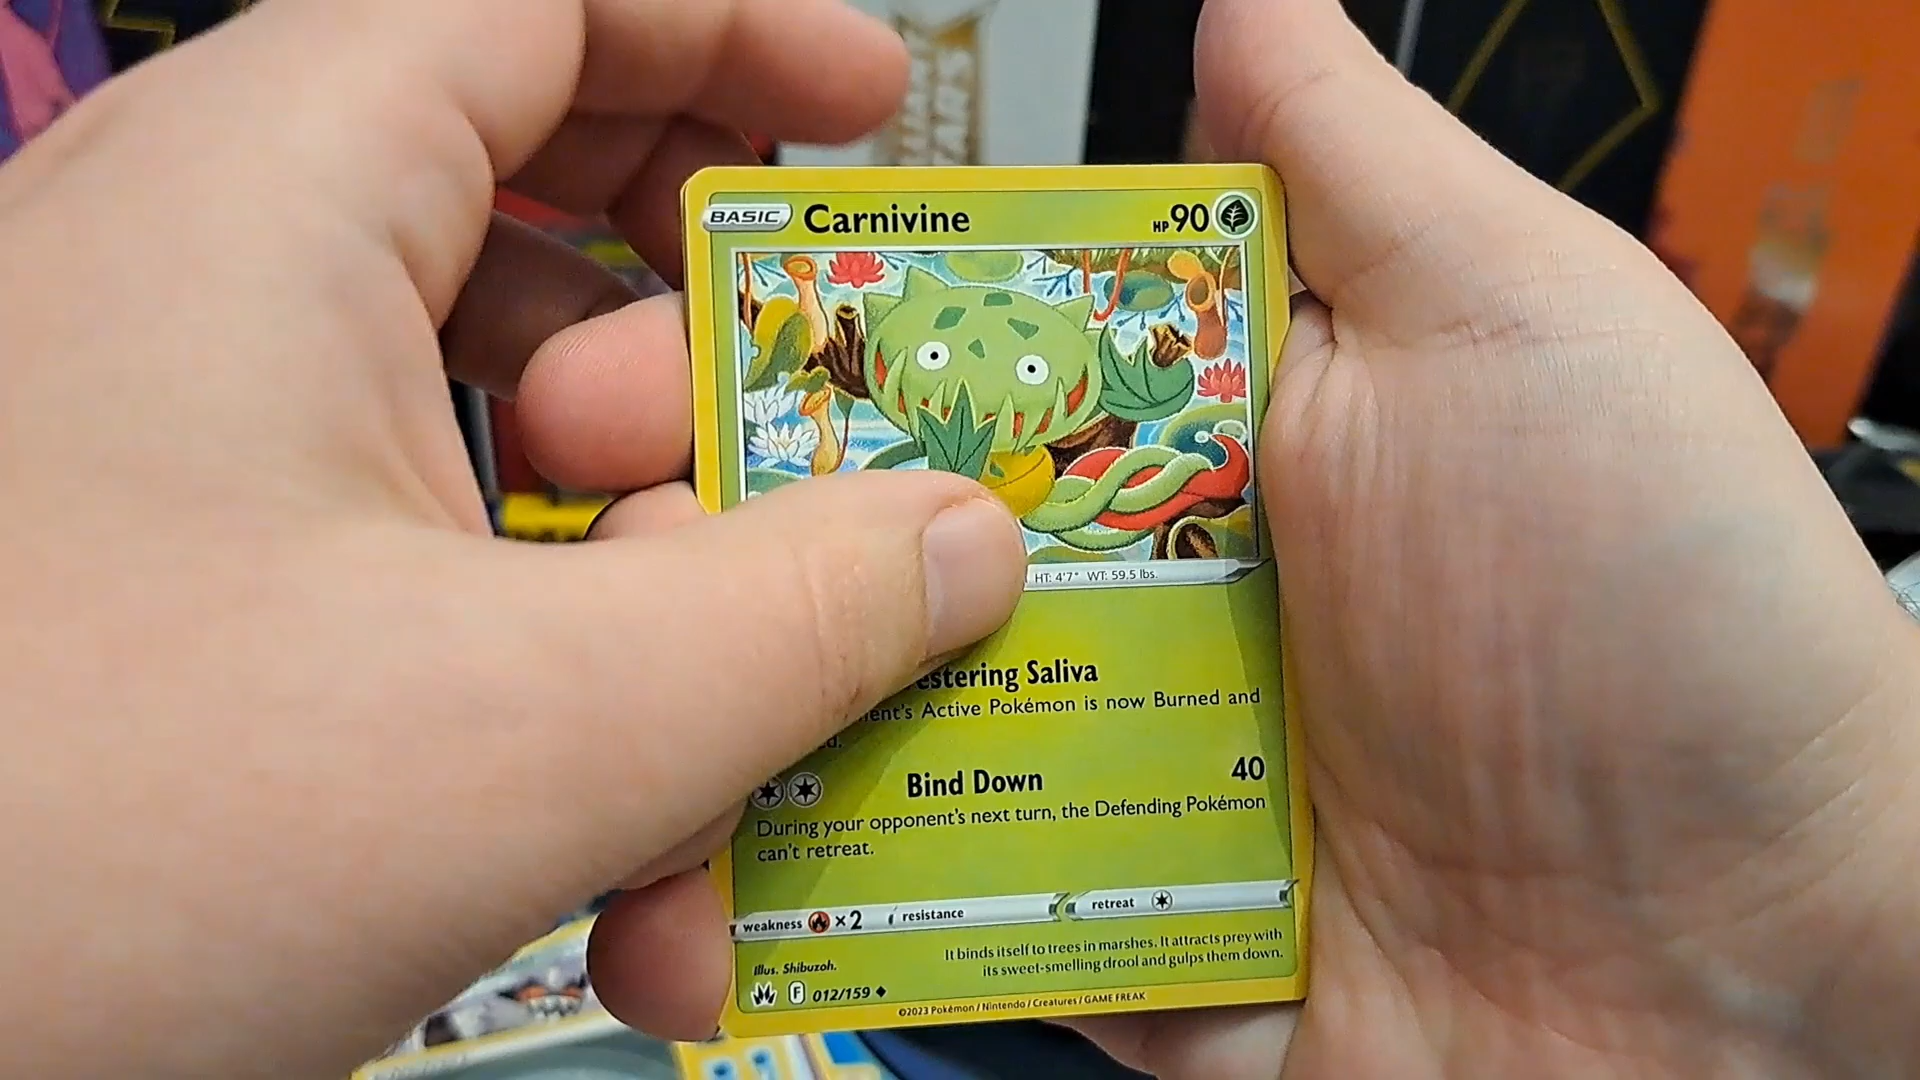 BASIC Carnivine HP 90
HT: 4'7" WT: 59.5 lbs.
estering Saliva
ent's Active Pokémon is now Burned and
d.
Bind Down 40
During your opponent's next turn, the Defending Pokémon
can't retreat.
weakness ×2 resistance retreat
It binds itself to trees in marshes. It attracts prey with
its sweet-smelling drool and gulps them down.
Illus. Shibuzoh.
F 012/159
©2023 Pokémon / Nintendo / Creatures / GAME FREAK